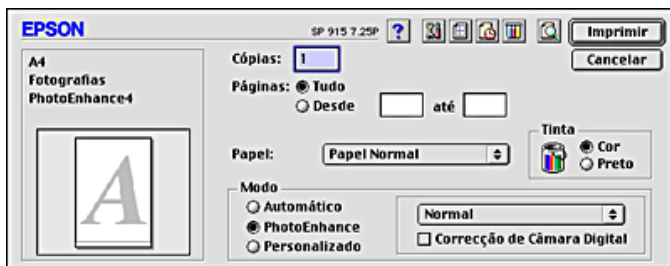 EPSON
SP 915 7.25P
?
Imprimir
Cancelar
A4
Fotografias
PhotoEnhance4
A
Cópias: 1
Páginas: Tudo
Desde até
Papel: Papel Normal
Tinta
Cor
Preto
Modo
Automático
PhotoEnhance
Personalizado
Normal
Correcção de Câmara Digital